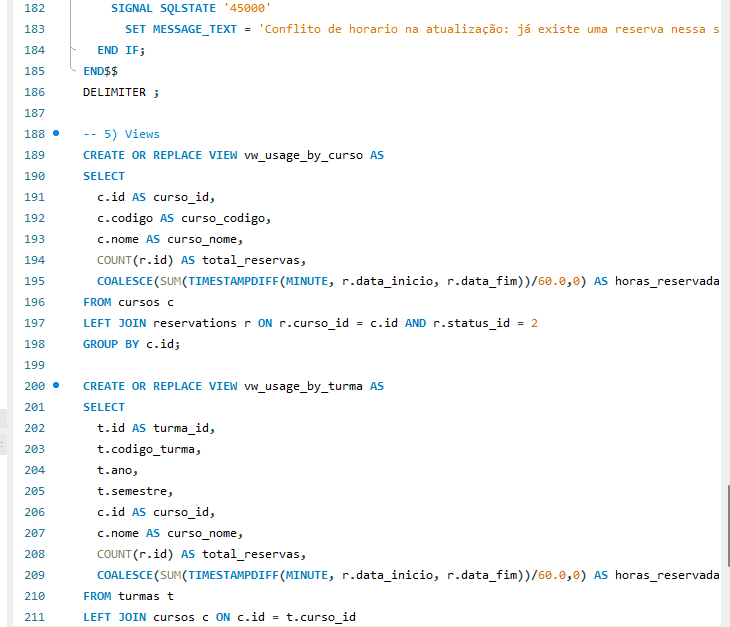 182 SIGNAL SQLSTATE '45000'
183 SET MESSAGE_TEXT = 'Conflito de horario na atualização: já existe uma reserva nessa s
184 END IF;
185 END$$
186 DELIMITER ;
187
188 -- 5) Views
189 CREATE OR REPLACE VIEW vw_usage_by_curso AS
190 SELECT
191 c.id AS curso_id,
192 c.codigo AS curso_codigo,
193 c.nome AS curso_nome,
194 COUNT(r.id) AS total_reservas,
195 COALESCE(SUM(TIMESTAMPDIFF(MINUTE, r.data_inicio, r.data_fim))/60.0,0) AS horas_reservada
196 FROM cursos c
197 LEFT JOIN reservations r ON r.curso_id = c.id AND r.status_id = 2
198 GROUP BY c.id;
199
200 CREATE OR REPLACE VIEW vw_usage_by_turma AS
201 SELECT
202 t.id AS turma_id,
203 t.codigo_turma,
204 t.ano,
205 t.semestre,
206 c.id AS curso_id,
207 c.nome AS curso_nome,
208 COUNT(r.id) AS total_reservas,
209 COALESCE(SUM(TIMESTAMPDIFF(MINUTE, r.data_inicio, r.data_fim))/60.0,0) AS horas_reservada
210 FROM turmas t
211 LEFT JOIN cursos c ON c.id = t.curso_id